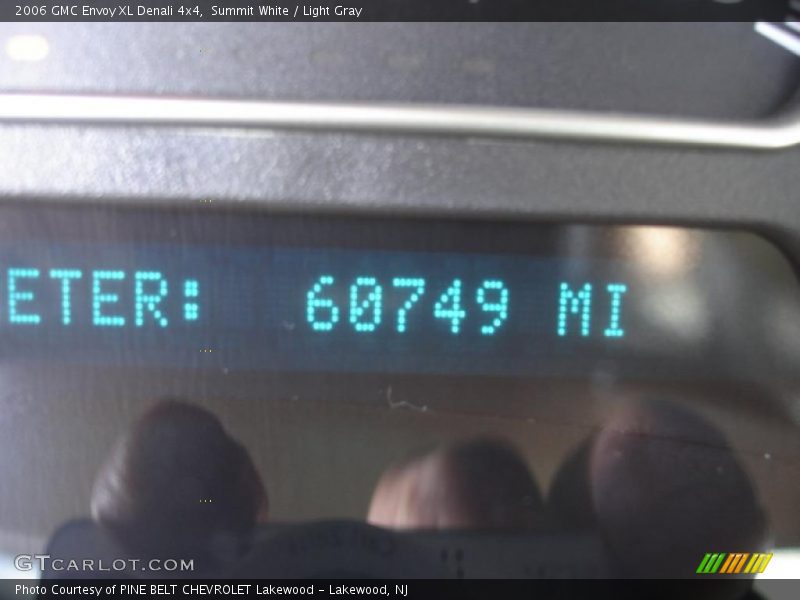 2006 GMC Envoy XL Denali 4x4, Summit White / Light Gray
ETER: 60749 MI
GTCARLOT.COM
Photo Courtesy of PINE BELT CHEVROLET Lakewood - Lakewood, NJ